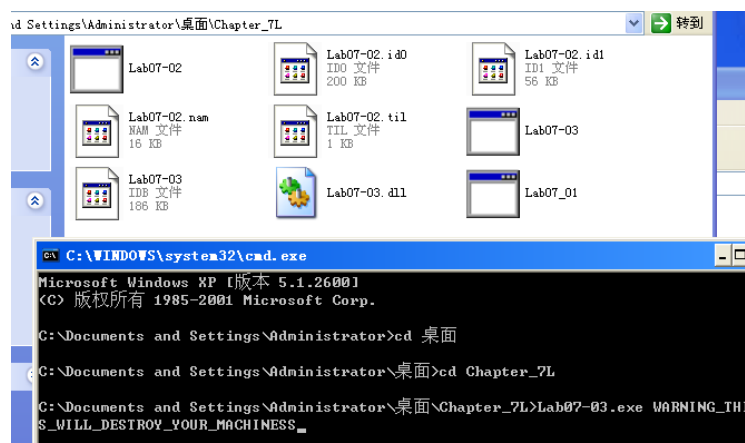 nd Settings\Administrator\桌面\Chapter_7L
转到
Lab07-02
Lab07-02.id0
ID0 文件
200 KB
Lab07-02.id1
ID1 文件
56 KB
Lab07-02.nam
NAM 文件
16 KB
Lab07-02.til
TIL 文件
1 KB
Lab07-03
Lab07-03
IDB 文件
186 KB
Lab07-03.dll
Lab07_01
C:\WINDOWS\system32\cmd.exe
Microsoft Windows XP [版本 5.1.2600]
(C) 版权所有 1985-2001 Microsoft Corp.
C:\Documents and Settings\Administrator>cd 桌面
C:\Documents and Settings\Administrator\桌面>cd Chapter_7L
C:\Documents and Settings\Administrator\桌面\Chapter_7L>Lab07-03.exe WARNING_THI
S_WILL_DESTROY_YOUR_MACHINESS_